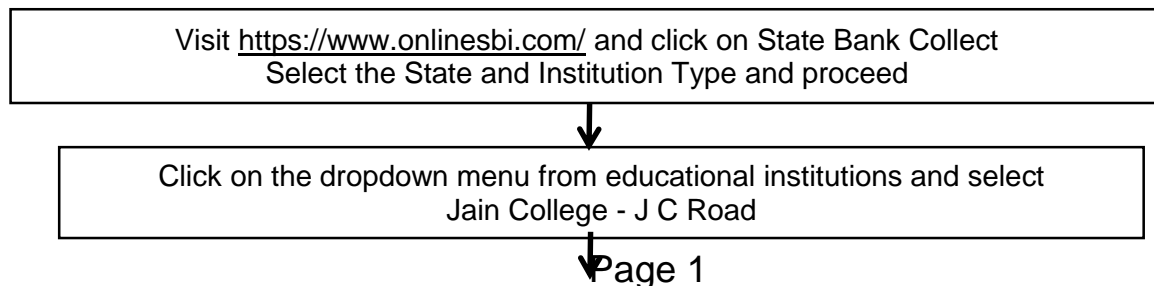 Visit https://www.onlinesbi.com/ and click on State Bank Collect
Select the State and Institution Type and proceed
Click on the dropdown menu from educational institutions and select
Jain College - J C Road
Page 1